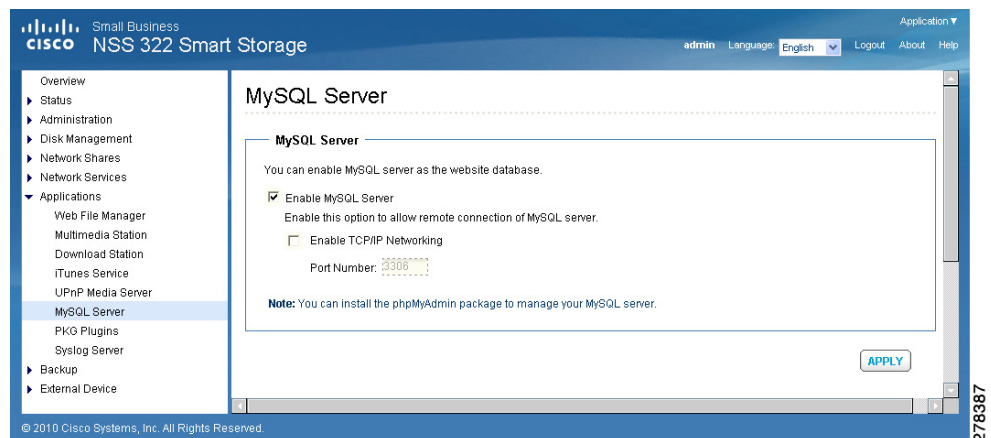 Small Business
CISCO NSS 322 Smart Storage
Application
admin Language: English Logout About Help
Overview
Status
Administration
Disk Management
Network Shares
Network Services
Applications
Web File Manager
Multimedia Station
Download Station
iTunes Service
UPnP Media Server
MySQL Server
PKG Plugins
Syslog Server
Backup
External Device
MySQL Server
MySQL Server
You can enable MySQL server as the website database.
Enable MySQL Server
Enable this option to allow remote connection of MySQL server.
Enable TCP/IP Networking
Port Number: 3306
Note: You can install the phpMyAdmin package to manage your MySQL server.
APPLY
© 2010 Cisco Systems, Inc. All Rights Reserved.
278387